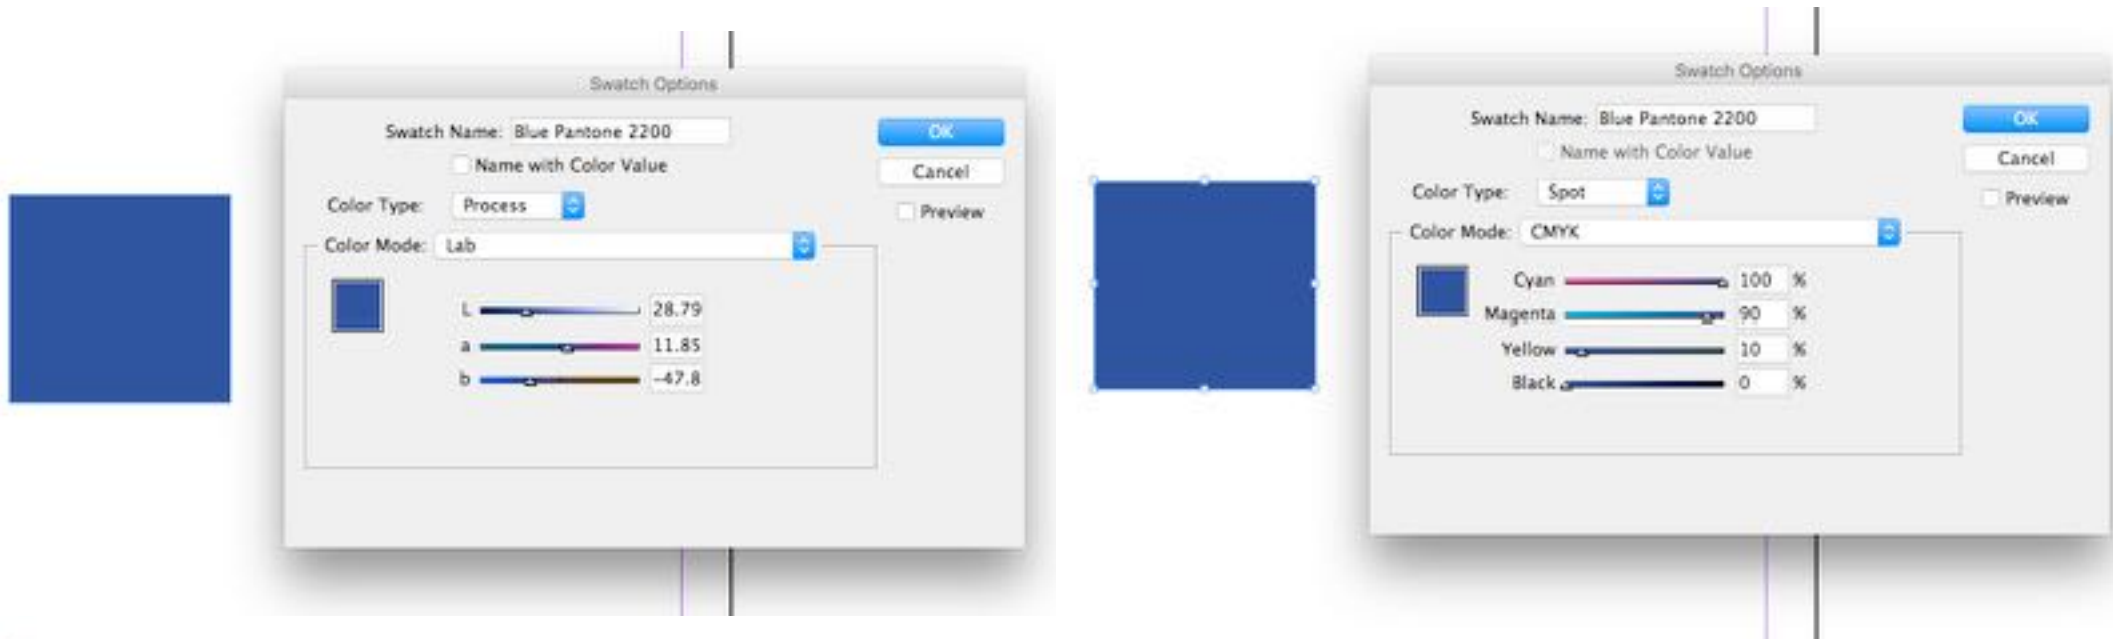 Swatch Options
Swatch Name: Blue Pantone 2200
OK
Name with Color Value
Cancel
Color Type: Process
Preview
Color Mode: Lab
L 28.79
a 11.85
b -47.8
Swatch Options
Swatch Name: Blue Pantone 2200
OK
Name with Color Value
Cancel
Color Type: Spot
Preview
Color Mode: CMYK
Cyan 100 %
Magenta 90 %
Yellow 10 %
Black 0 %